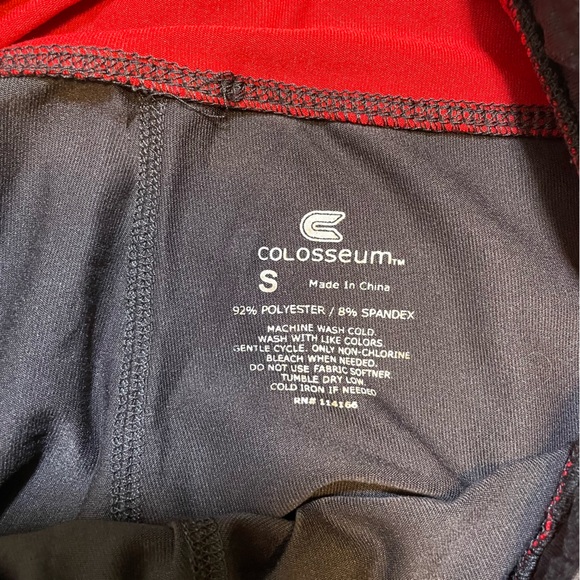 COLOSSEUM™
S Made In China
92% POLYESTER / 8% SPANDEX
MACHINE WASH COLD.
WASH WITH LIKE COLORS.
GENTLE CYCLE. ONLY NON-CHLORINE
BLEACH WHEN NEEDED.
DO NOT USE FABRIC SOFTNER.
TUMBLE DRY LOW.
COLD IRON IF NEEDED
RN# 114166